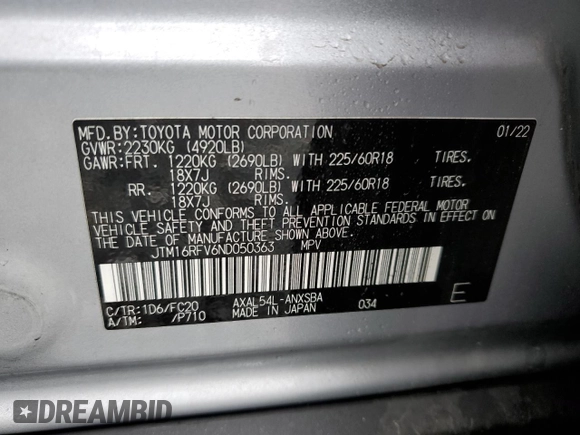 MFD. BY: TOYOTA MOTOR CORPORATION 01/22
GVWR: 2230KG (4920LB)
GAWR: FRT. 1220KG (2690LB) WITH 225/60R18 TIRES.
18X7J RIMS.
RR. 1220KG (2690LB) WITH 225/60R18 TIRES.
18X7J RIMS.
THIS VEHICLE CONFORMS TO ALL APPLICABLE FEDERAL MOTOR
VEHICLE SAFETY, BUMPER, AND THEFT PREVENTION STANDARDS IN EFFECT
ON THE DATE OF MANUFACTURE SHOWN ABOVE.
JTM16RFV6ND050363 MPV
C/TR: 1D6/FC20 AXAL54L-ANXSBA 034 E
A/TM: /P710 MADE IN JAPAN
DREAMBID